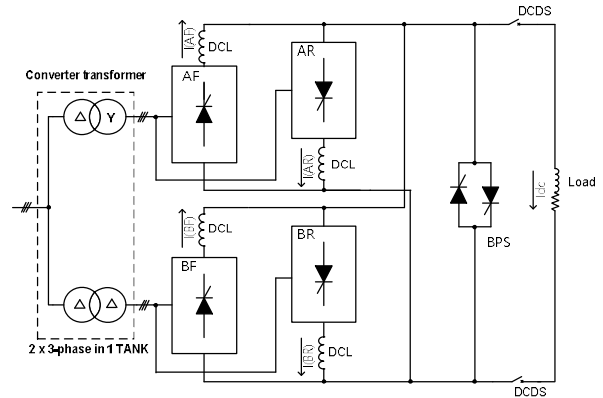 DCDS
I(AF)
DCL
AR
Converter transformer
AF
Δ
Y
I(AR)
DCL
Idc
Load
I(BF)
DCL
BR
BPS
BF
Δ
Δ
I(BR)
DCL
2 x 3-phase in 1 TANK
DCDS